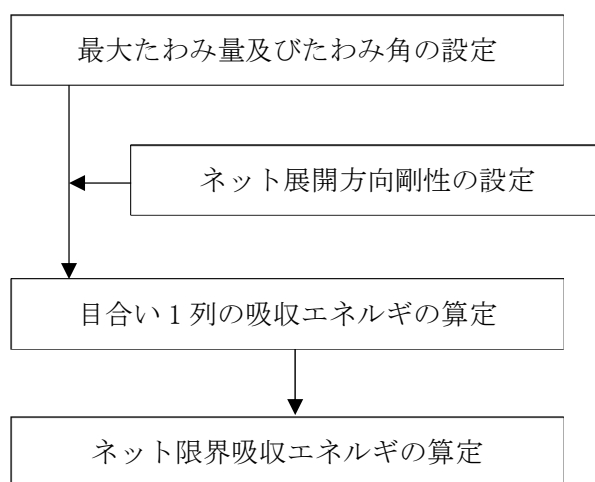 最大たわみ量及びたわみ角の設定
ネット展開方向剛性の設定
目合い１列の吸収エネルギの算定
ネット限界吸収エネルギの算定